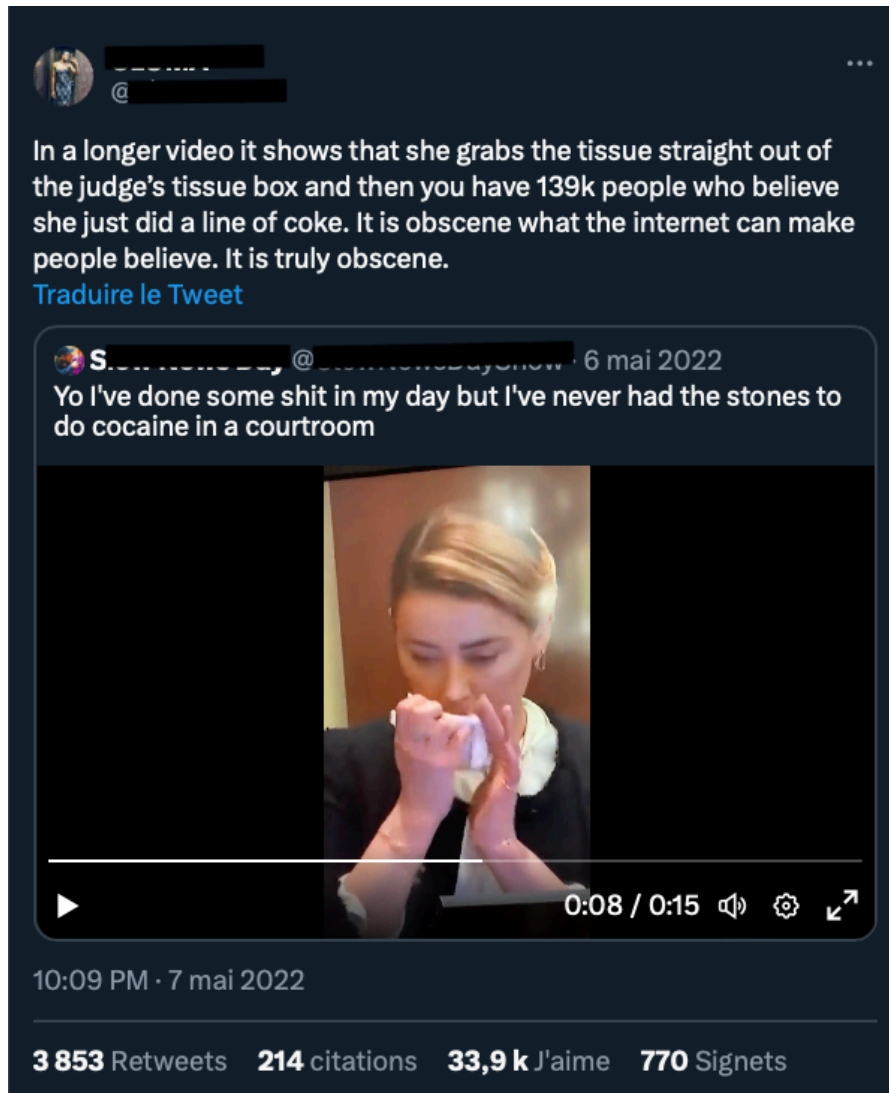 @
In a longer video it shows that she grabs the tissue straight out of
the judge’s tissue box and then you have 139k people who believe
she just did a line of coke. It is obscene what the internet can make
people believe. It is truly obscene.
Traduire le Tweet
S @ · 6 mai 2022
Yo I've done some shit in my day but I've never had the stones to
do cocaine in a courtroom
0:08 / 0:15
10:09 PM · 7 mai 2022
3 853 Retweets 214 citations 33,9 k J'aime 770 Signets